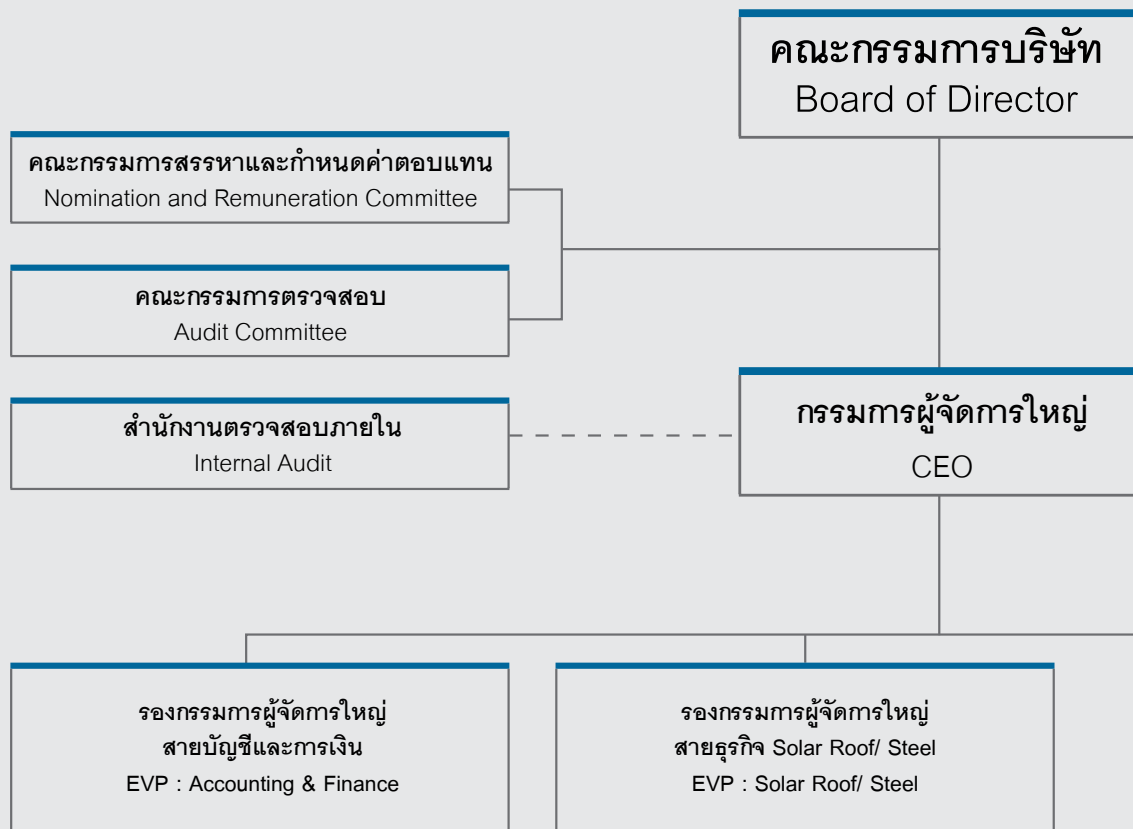 คณะกรรมการบริษัท
Board of Director
คณะกรรมการสรรหาและกำหนดค่าตอบแทน
Nomination and Remuneration Committee
คณะกรรมการตรวจสอบ
Audit Committee
สำนักงานตรวจสอบภายใน
Internal Audit
กรรมการผู้จัดการใหญ่
CEO
รองกรรมการผู้จัดการใหญ่
สายบัญชีและการเงิน
EVP : Accounting & Finance
รองกรรมการผู้จัดการใหญ่
สายธุรกิจ Solar Roof/ Steel
EVP : Solar Roof/ Steel